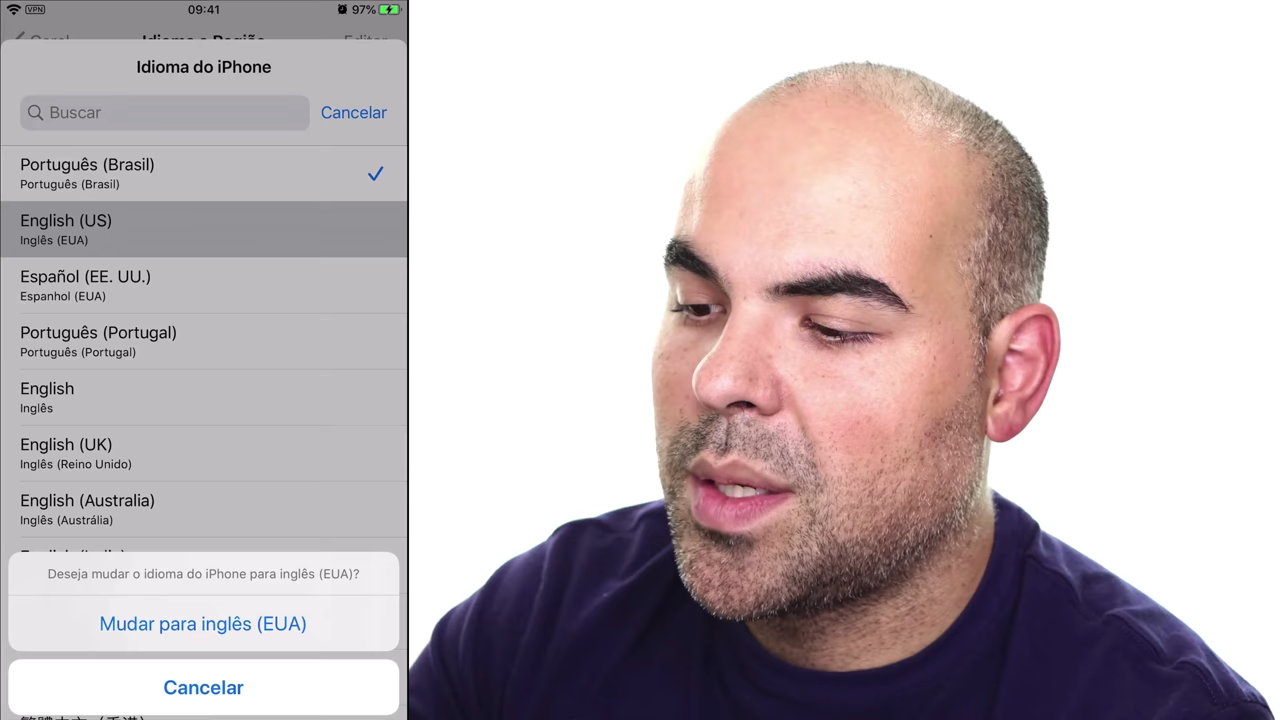 VPN
09:41
97%
Idioma e Região
Idioma do iPhone
Buscar
Cancelar
Português (Brasil)
Português (Brasil)
English (US)
Inglês (EUA)
Español (EE. UU.)
Espanhol (EUA)
Português (Portugal)
Português (Portugal)
English
Inglês
English (UK)
Inglês (Reino Unido)
English (Australia)
Inglês (Austrália)
Deseja mudar o idioma do iPhone para inglês (EUA)?
Mudar para inglês (EUA)
Cancelar